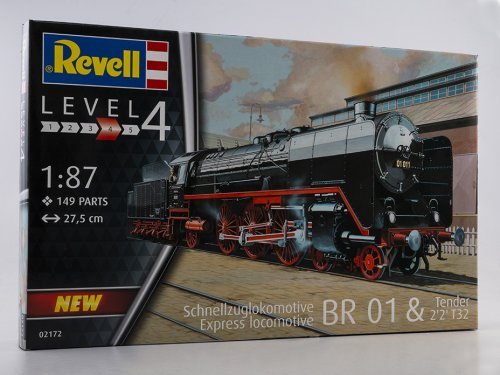 Revell
LEVEL 4
1 2 3 4 5
1:87
149 PARTS
27,5 cm
NEW
02172
01 011
Schnellzuglokomotive
Express locomotive
BR 01 &
Tender
2'2' T32